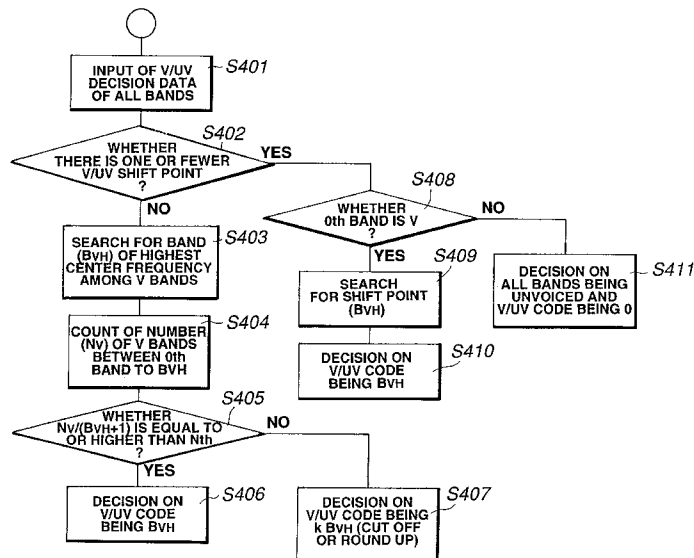 S401
INPUT OF V/UV
DECISION DATA
OF ALL BANDS
S402
WHETHER
THERE IS ONE OR FEWER
V/UV SHIFT POINT
?
YES
NO
S408
WHETHER
0th BAND IS V
?
NO
YES
S403
SEARCH FOR BAND
(BVH) OF HIGHEST
CENTER FREQUENCY
AMONG V BANDS
S409
SEARCH
FOR SHIFT POINT
(BVH)
S411
DECISION ON
ALL BANDS BEING
UNVOICED AND
V/UV CODE BEING 0
S404
COUNT OF NUMBER
(NV) OF V BANDS
BETWEEN 0th
BAND TO BVH
S410
DECISION ON
V/UV CODE
BEING BVH
S405
WHETHER
NV/(BVH+1) IS EQUAL TO
OR HIGHER THAN Nth
?
NO
YES
S406
DECISION ON
V/UV CODE
BEING BVH
S407
DECISION ON
V/UV CODE BEING
k BVH (CUT OFF
OR ROUND UP)